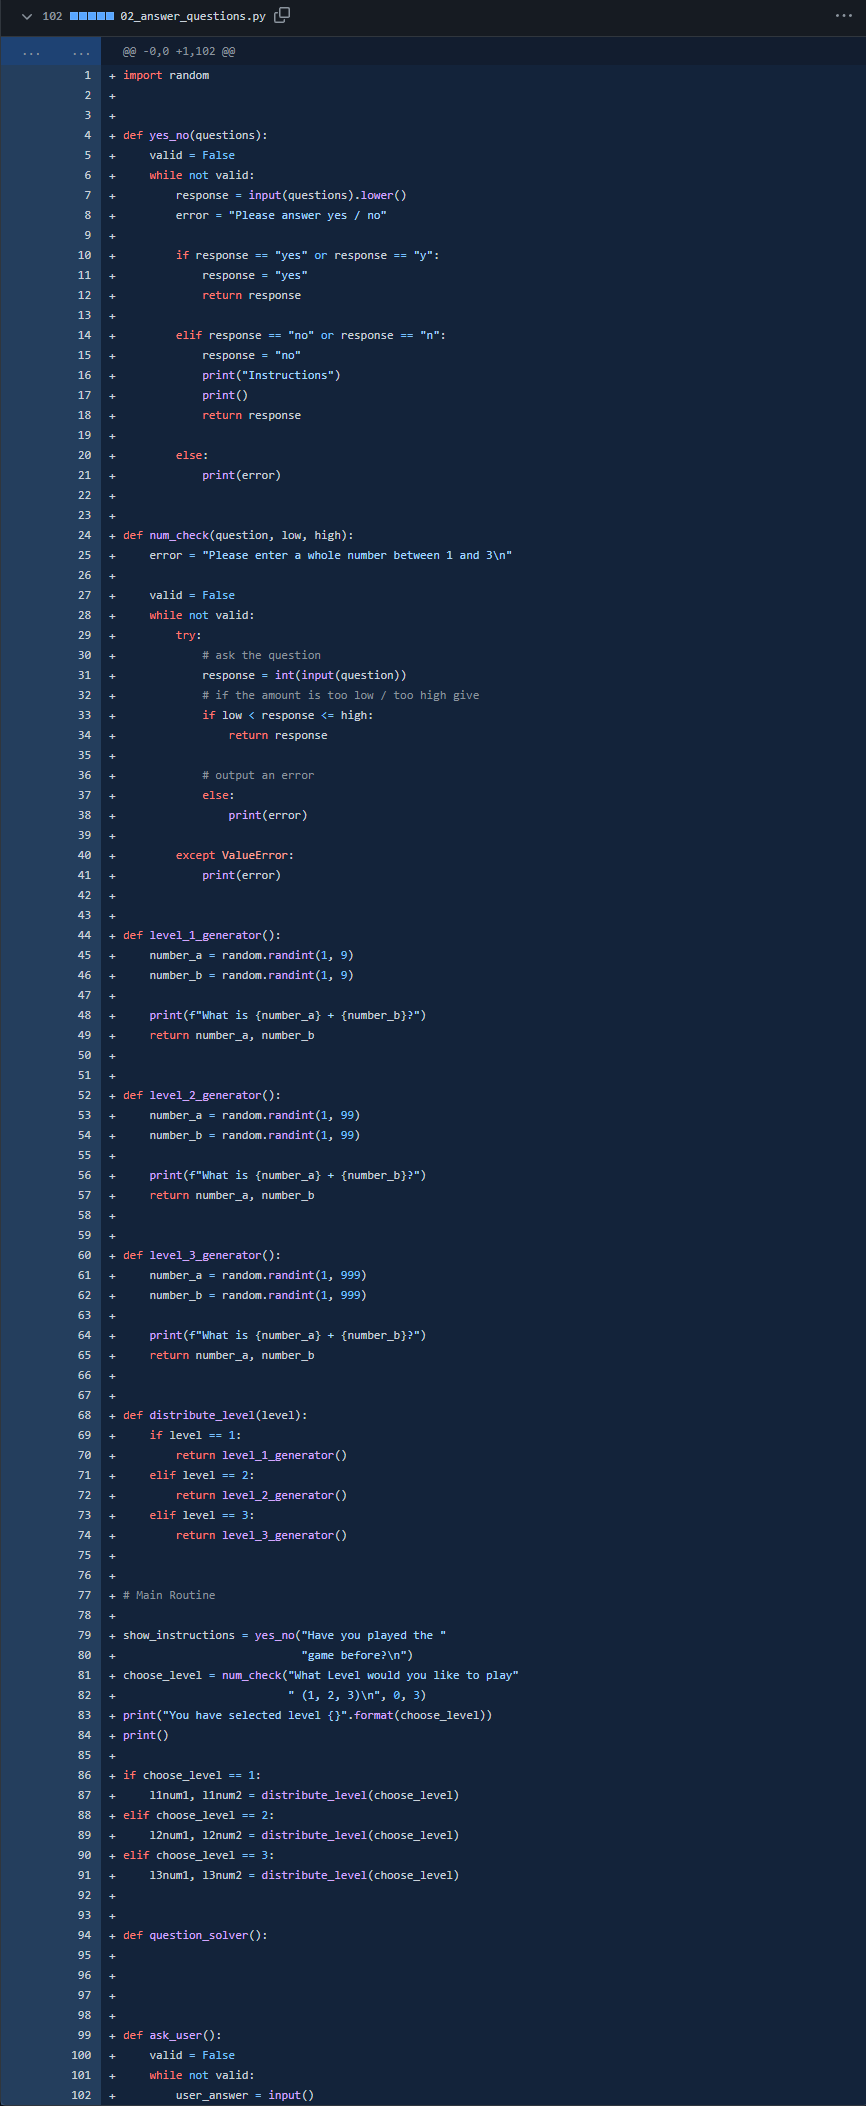 102 02_answer_questions.py ...
... ... @@ -0,0 +1,102 @@
1 + import random
2 +
3 +
4 + def yes_no(questions):
5 +     valid = False
6 +     while not valid:
7 +         response = input(questions).lower()
8 +         error = "Please answer yes / no"
9 +
10 +         if response == "yes" or response == "y":
11 +             response = "yes"
12 +             return response
13 +
14 +         elif response == "no" or response == "n":
15 +             response = "no"
16 +             print("Instructions")
17 +             print()
18 +             return response
19 +
20 +         else:
21 +             print(error)
22 +
23 +
24 + def num_check(question, low, high):
25 +     error = "Please enter a whole number between 1 and 3\n"
26 +
27 +     valid = False
28 +     while not valid:
29 +         try:
30 +             # ask the question
31 +             response = int(input(question))
32 +             # if the amount is too low / too high give
33 +             if low < response <= high:
34 +                 return response
35 +
36 +             # output an error
37 +             else:
38 +                 print(error)
39 +
40 +         except ValueError:
41 +             print(error)
42 +
43 +
44 + def level_1_generator():
45 +     number_a = random.randint(1, 9)
46 +     number_b = random.randint(1, 9)
47 +
48 +     print(f"What is {number_a} + {number_b}?")
49 +     return number_a, number_b
50 +
51 +
52 + def level_2_generator():
53 +     number_a = random.randint(1, 99)
54 +     number_b = random.randint(1, 99)
55 +
56 +     print(f"What is {number_a} + {number_b}?")
57 +     return number_a, number_b
58 +
59 +
60 + def level_3_generator():
61 +     number_a = random.randint(1, 999)
62 +     number_b = random.randint(1, 999)
63 +
64 +     print(f"What is {number_a} + {number_b}?")
65 +     return number_a, number_b
66 +
67 +
68 + def distribute_level(level):
69 +     if level == 1:
70 +         return level_1_generator()
71 +     elif level == 2:
72 +         return level_2_generator()
73 +     elif level == 3:
74 +         return level_3_generator()
75 +
76 +
77 + # Main Routine
78 +
79 + show_instructions = yes_no("Have you played the "
80 +                            "game before?\n")
81 + choose_level = num_check("What Level would you like to play"
82 +                          " (1, 2, 3)\n", 0, 3)
83 + print("You have selected level {}".format(choose_level))
84 + print()
85 +
86 + if choose_level == 1:
87 +     l1num1, l1num2 = distribute_level(choose_level)
88 + elif choose_level == 2:
89 +     l2num1, l2num2 = distribute_level(choose_level)
90 + elif choose_level == 3:
91 +     l3num1, l3num2 = distribute_level(choose_level)
92 +
93 +
94 + def question_solver():
95 +
96 +
97 +
98 +
99 + def ask_user():
100 +     valid = False
101 +     while not valid:
102 +         user_answer = input()